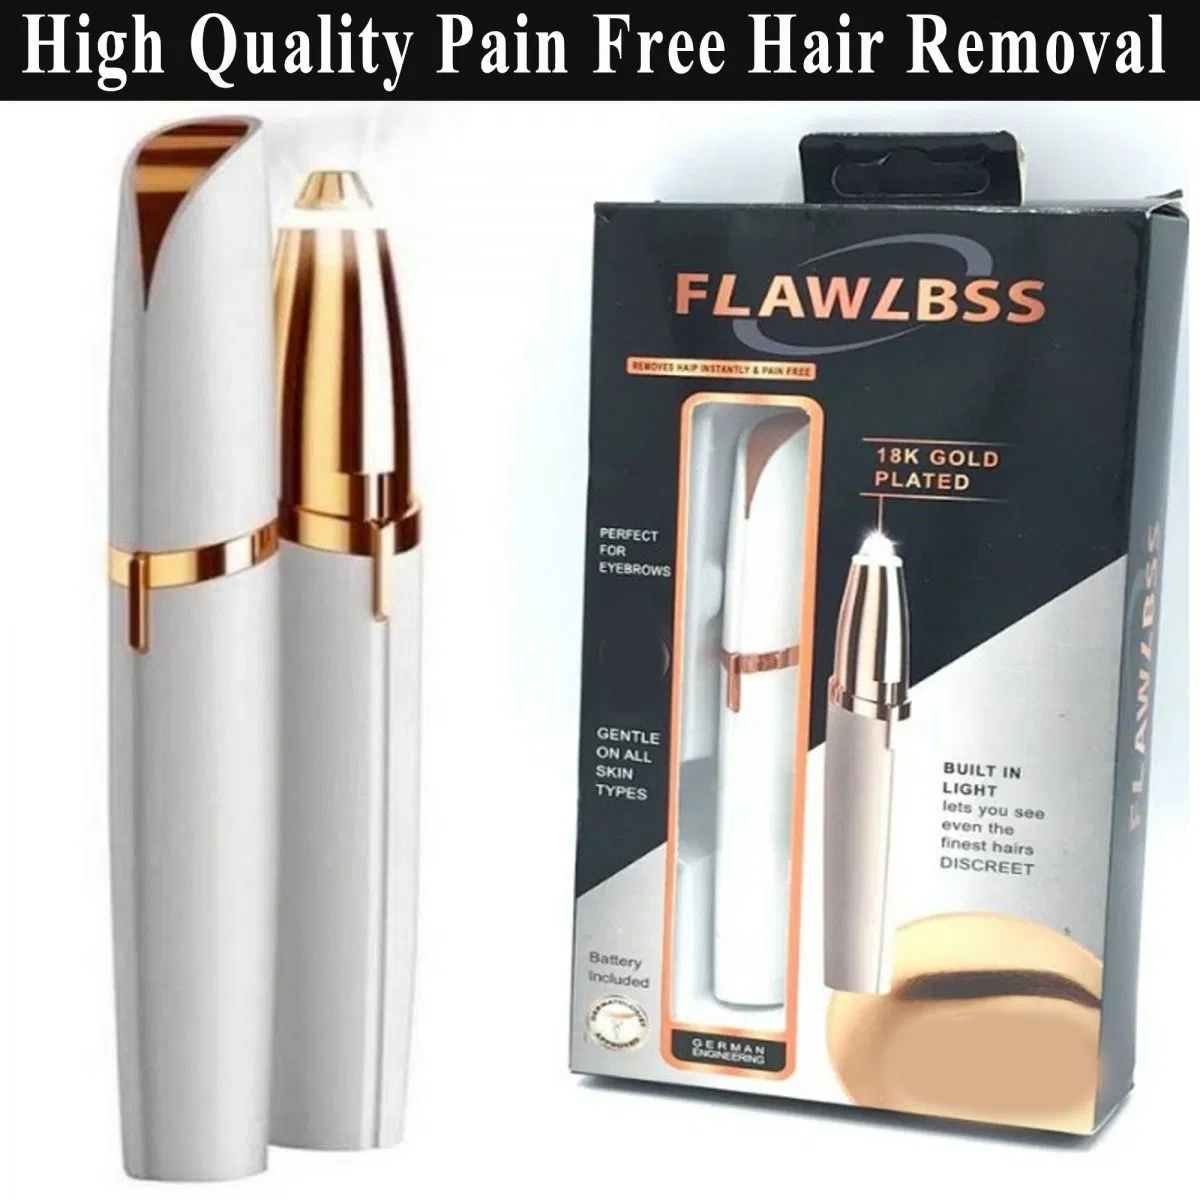 High Quality Pain Free Hair Removal
FLAWLBSS
REMOVES HAIP INSTANTLY & PAIN FREE
18K GOLD
PLATED
PERFECT
FOR
EYEBROWS
GENTLE
ON ALL
SKIN
TYPES
BUILT IN
LIGHT
lets you see
even the
finest hairs
DISCREET
Battery
Included
APPROVED
GERMAN
ENGINEERING
FLAWLBSS